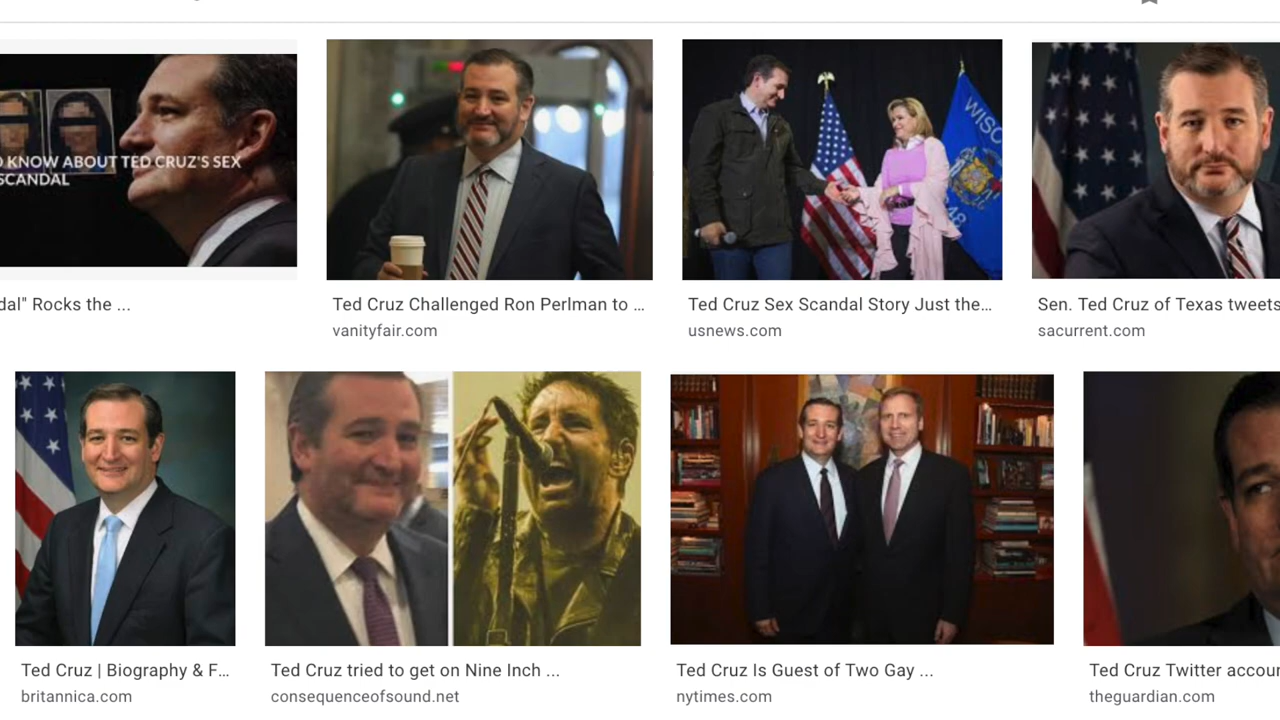 O KNOW ABOUT TED CRUZ'S SEX
SCANDAL
WISC
48
dal" Rocks the ...
Ted Cruz Challenged Ron Perlman to ...
Ted Cruz Sex Scandal Story Just the...
Sen. Ted Cruz of Texas tweets
vanityfair.com
usnews.com
sacurrent.com
Ted Cruz | Biography & F...
Ted Cruz tried to get on Nine Inch ...
Ted Cruz Is Guest of Two Gay ...
Ted Cruz Twitter accoun
britannica.com
consequenceofsound.net
nytimes.com
theguardian.com